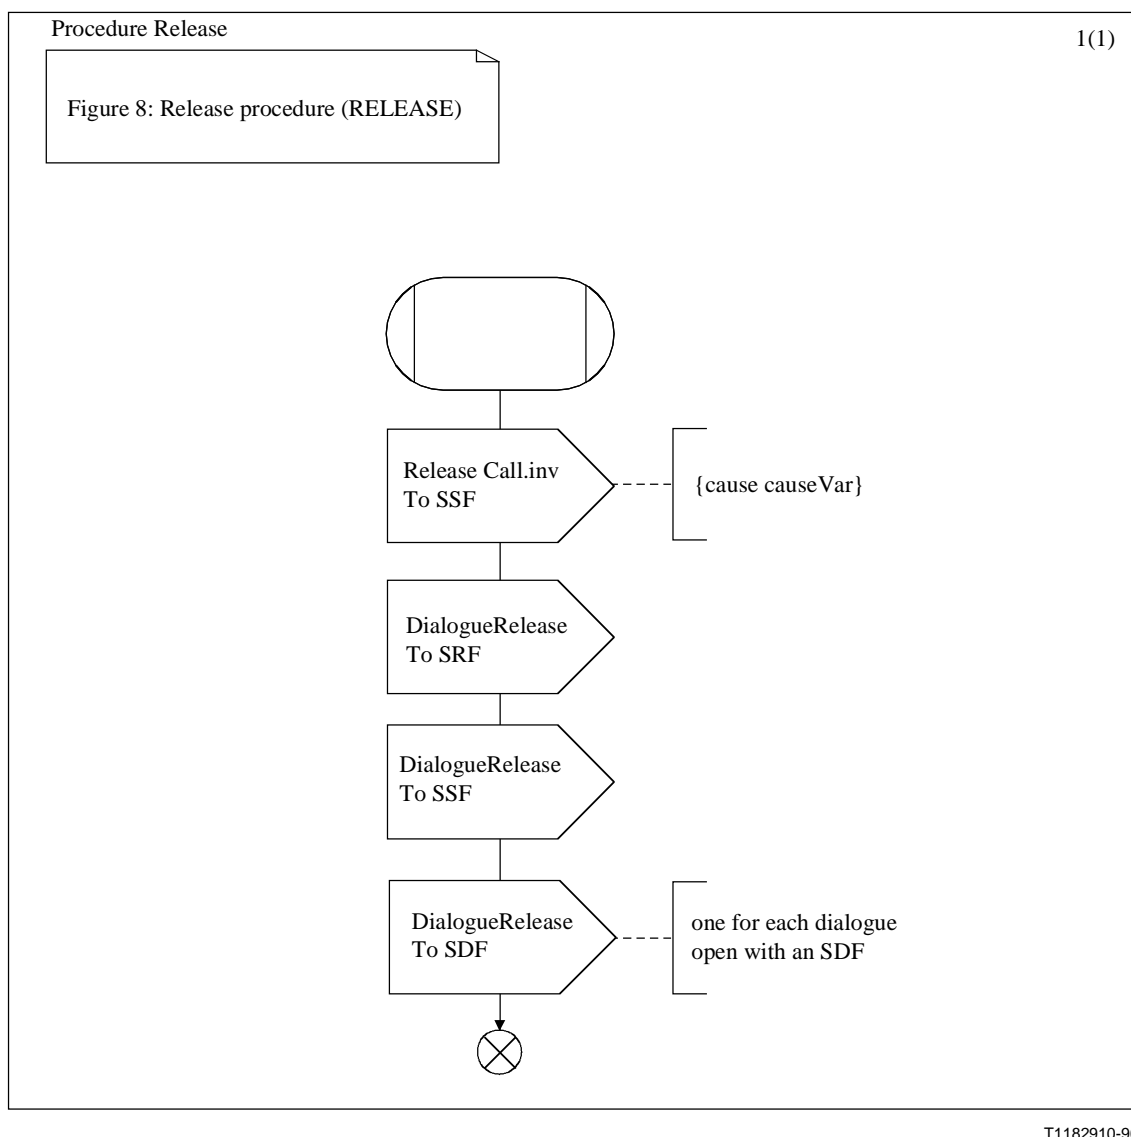 Procedure Release
1(1)
Figure 8: Release procedure (RELEASE)
Release Call.inv
To SSF
{cause causeVar}
DialogueRelease
To SRF
DialogueRelease
To SSF
DialogueRelease
To SDF
one for each dialogue
open with an SDF